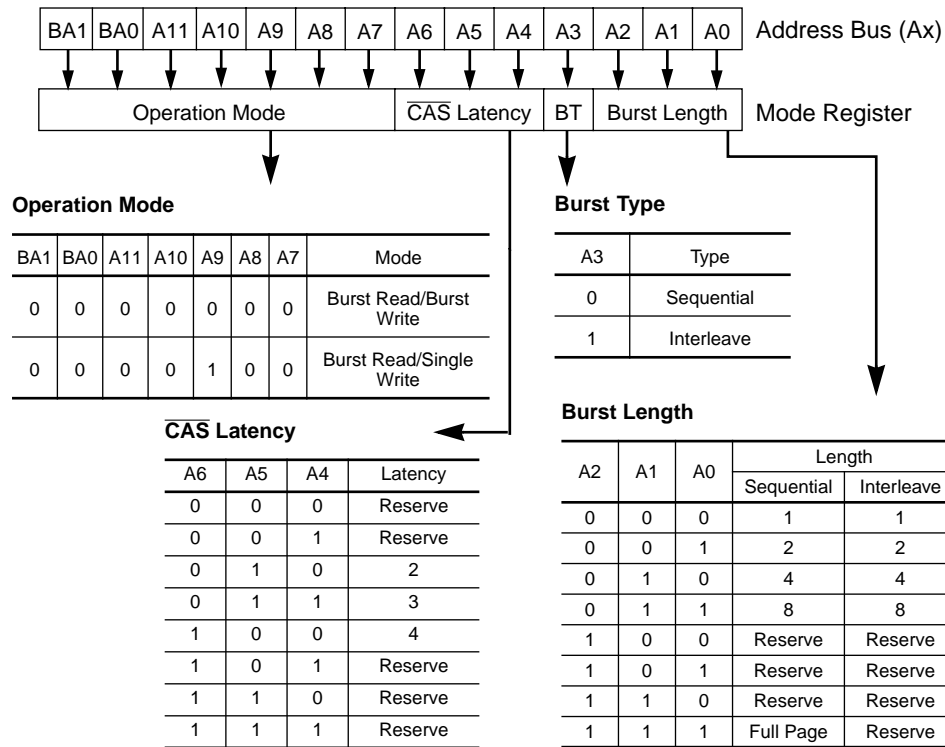 BA1 BA0 A11 A10 A9 A8 A7 A6 A5 A4 A3 A2 A1 A0 Address Bus (Ax)
Operation Mode CAS Latency BT Burst Length Mode Register
Operation Mode
BA1 BA0 A11 A10 A9 A8 A7 Mode
0 0 0 0 0 0 0 Burst Read/Burst
Write
0 0 0 0 1 0 0 Burst Read/Single
Write
Burst Type
A3 Type
0 Sequential
1 Interleave
CAS Latency
A6 A5 A4 Latency
0 0 0 Reserve
0 0 1 Reserve
0 1 0 2
0 1 1 3
1 0 0 4
1 0 1 Reserve
1 1 0 Reserve
1 1 1 Reserve
Burst Length
A2 A1 A0 Length
Sequential Interleave
0 0 0 1 1
0 0 1 2 2
0 1 0 4 4
0 1 1 8 8
1 0 0 Reserve Reserve
1 0 1 Reserve Reserve
1 1 0 Reserve Reserve
1 1 1 Full Page Reserve